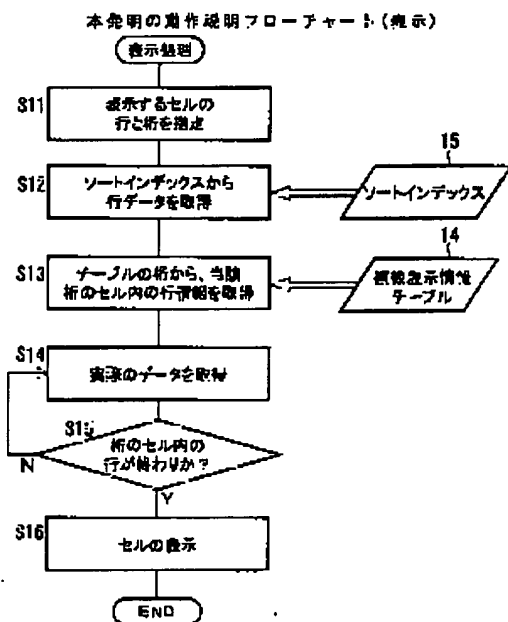 本発明の動作説明フローチャート(表示)
表示処理
S11
表示するセルの
行と桁を指定
15
S12
ソートインデックスから
行データを取得
ソートインデックス
14
S13
テーブルの桁から、当該
桁のセル内の行情報を取得
複数表示情報
テーブル
S14
実際のデータを取得
S15
桁のセル内の
行が終わりか?
N
Y
S16
セルの表示
END